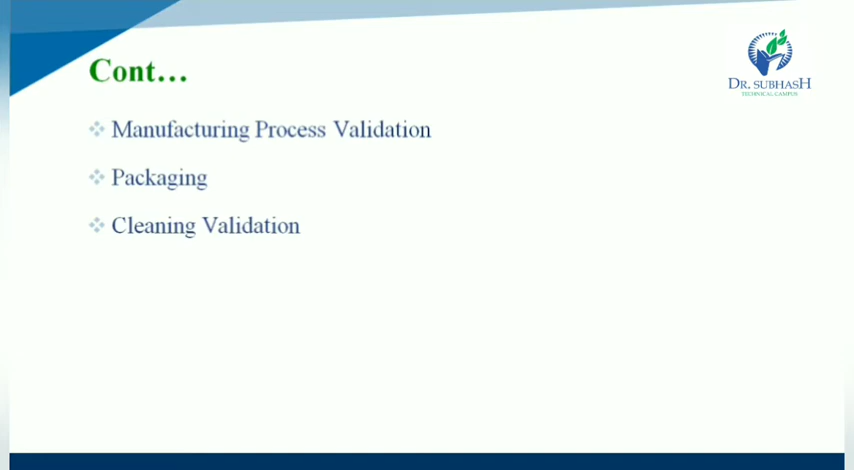 Cont…
Manufacturing Process Validation
Packaging
Cleaning Validation
DR. SUBHASH
TECHNICAL CAMPUS